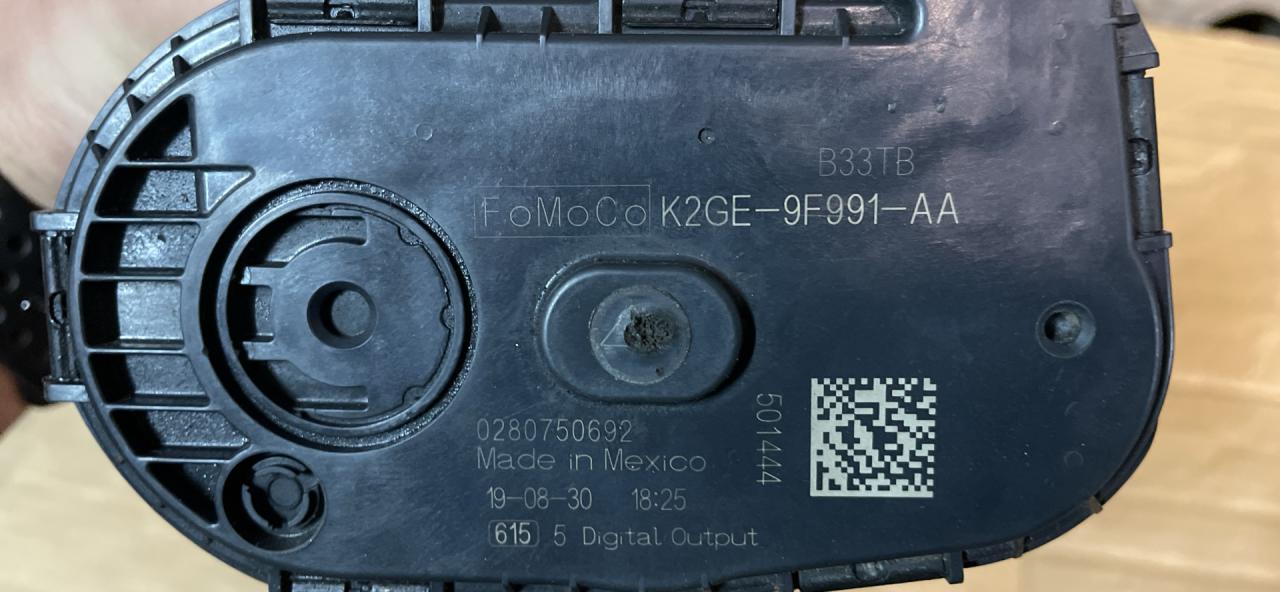 B33TB
FoMoCo K2GE-9F991-AA
0280750692
Made in Mexico
19-08-30 18:25
615 5 Digital Output
501444